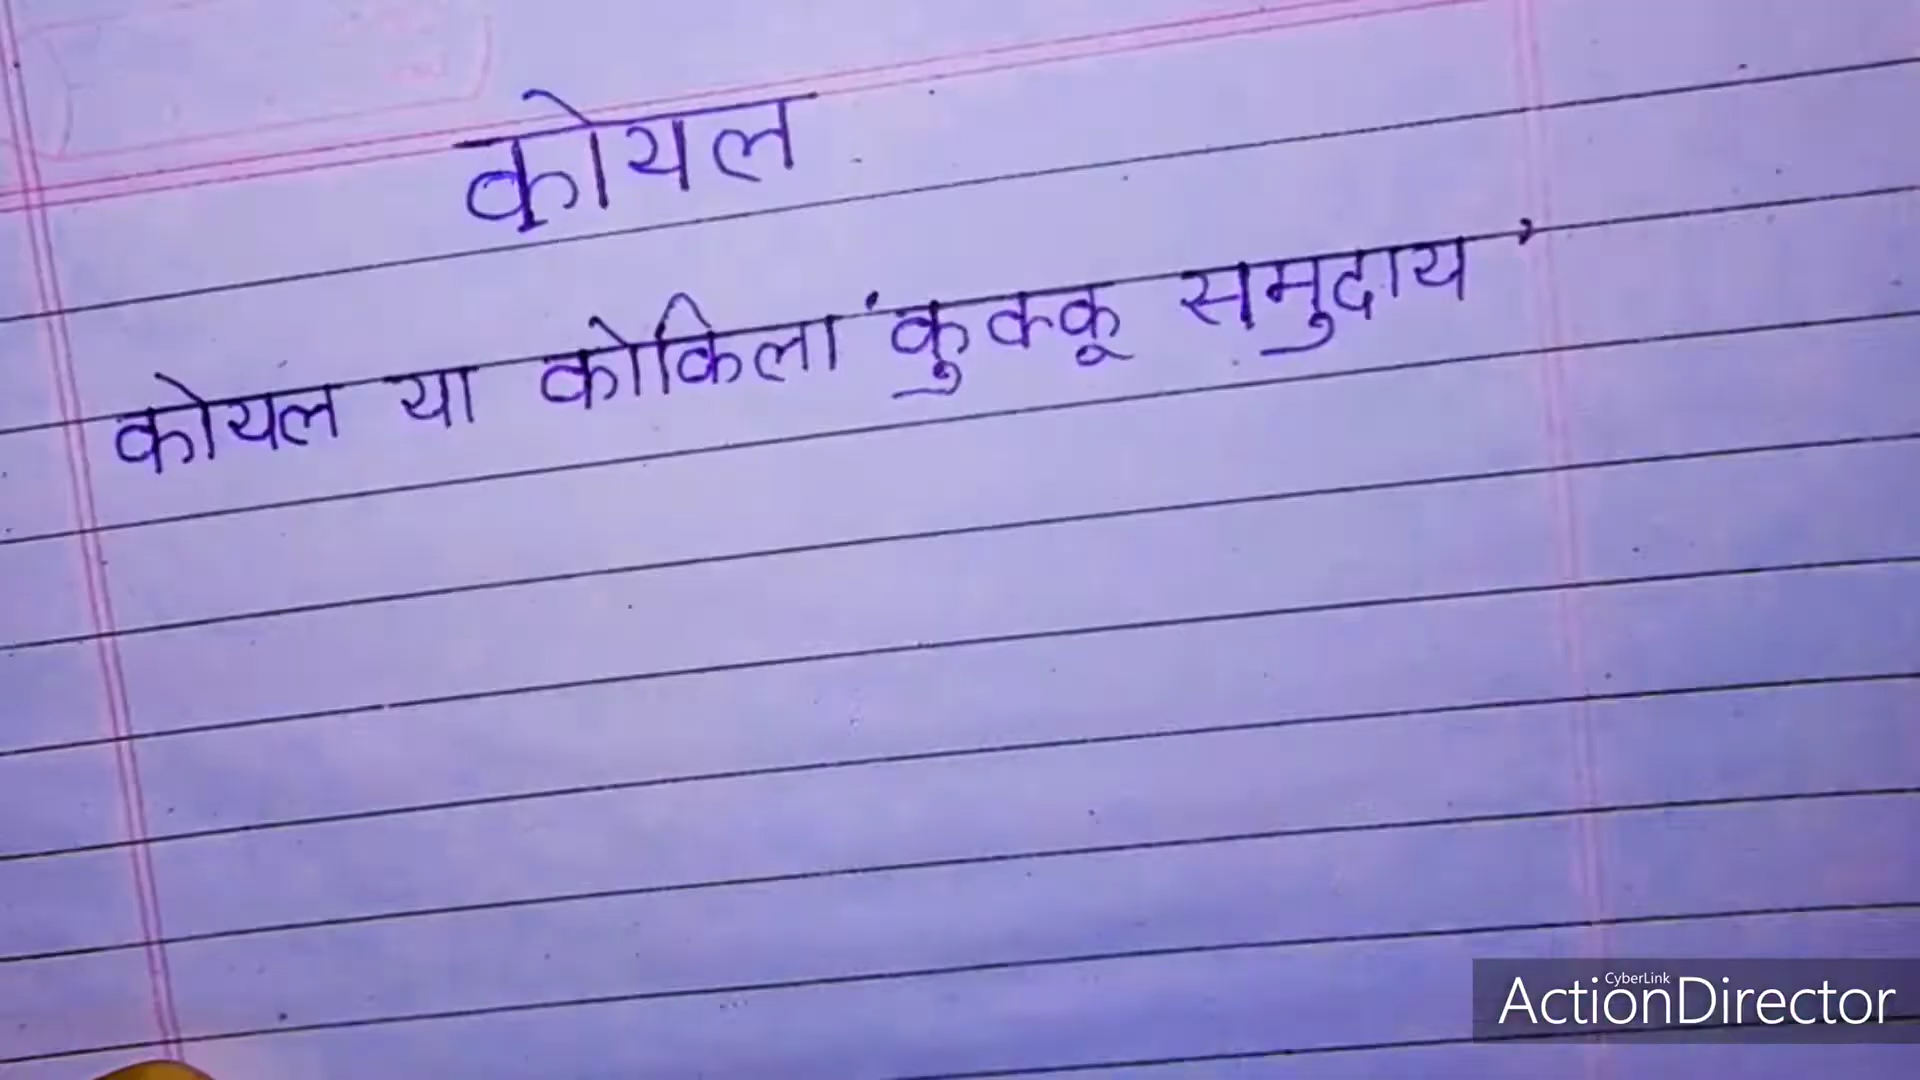 कोयल
कोयल या कोकिला 'कुक्कू समुदाय'
CyberLink
ActionDirector